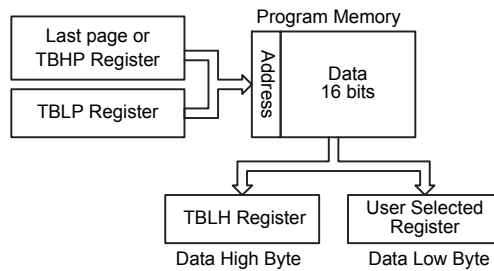 Program Memory
Last page or
TBHP Register
TBLP Register
Address
Data
16 bits
TBLH Register
User Selected
Register
Data High Byte
Data Low Byte